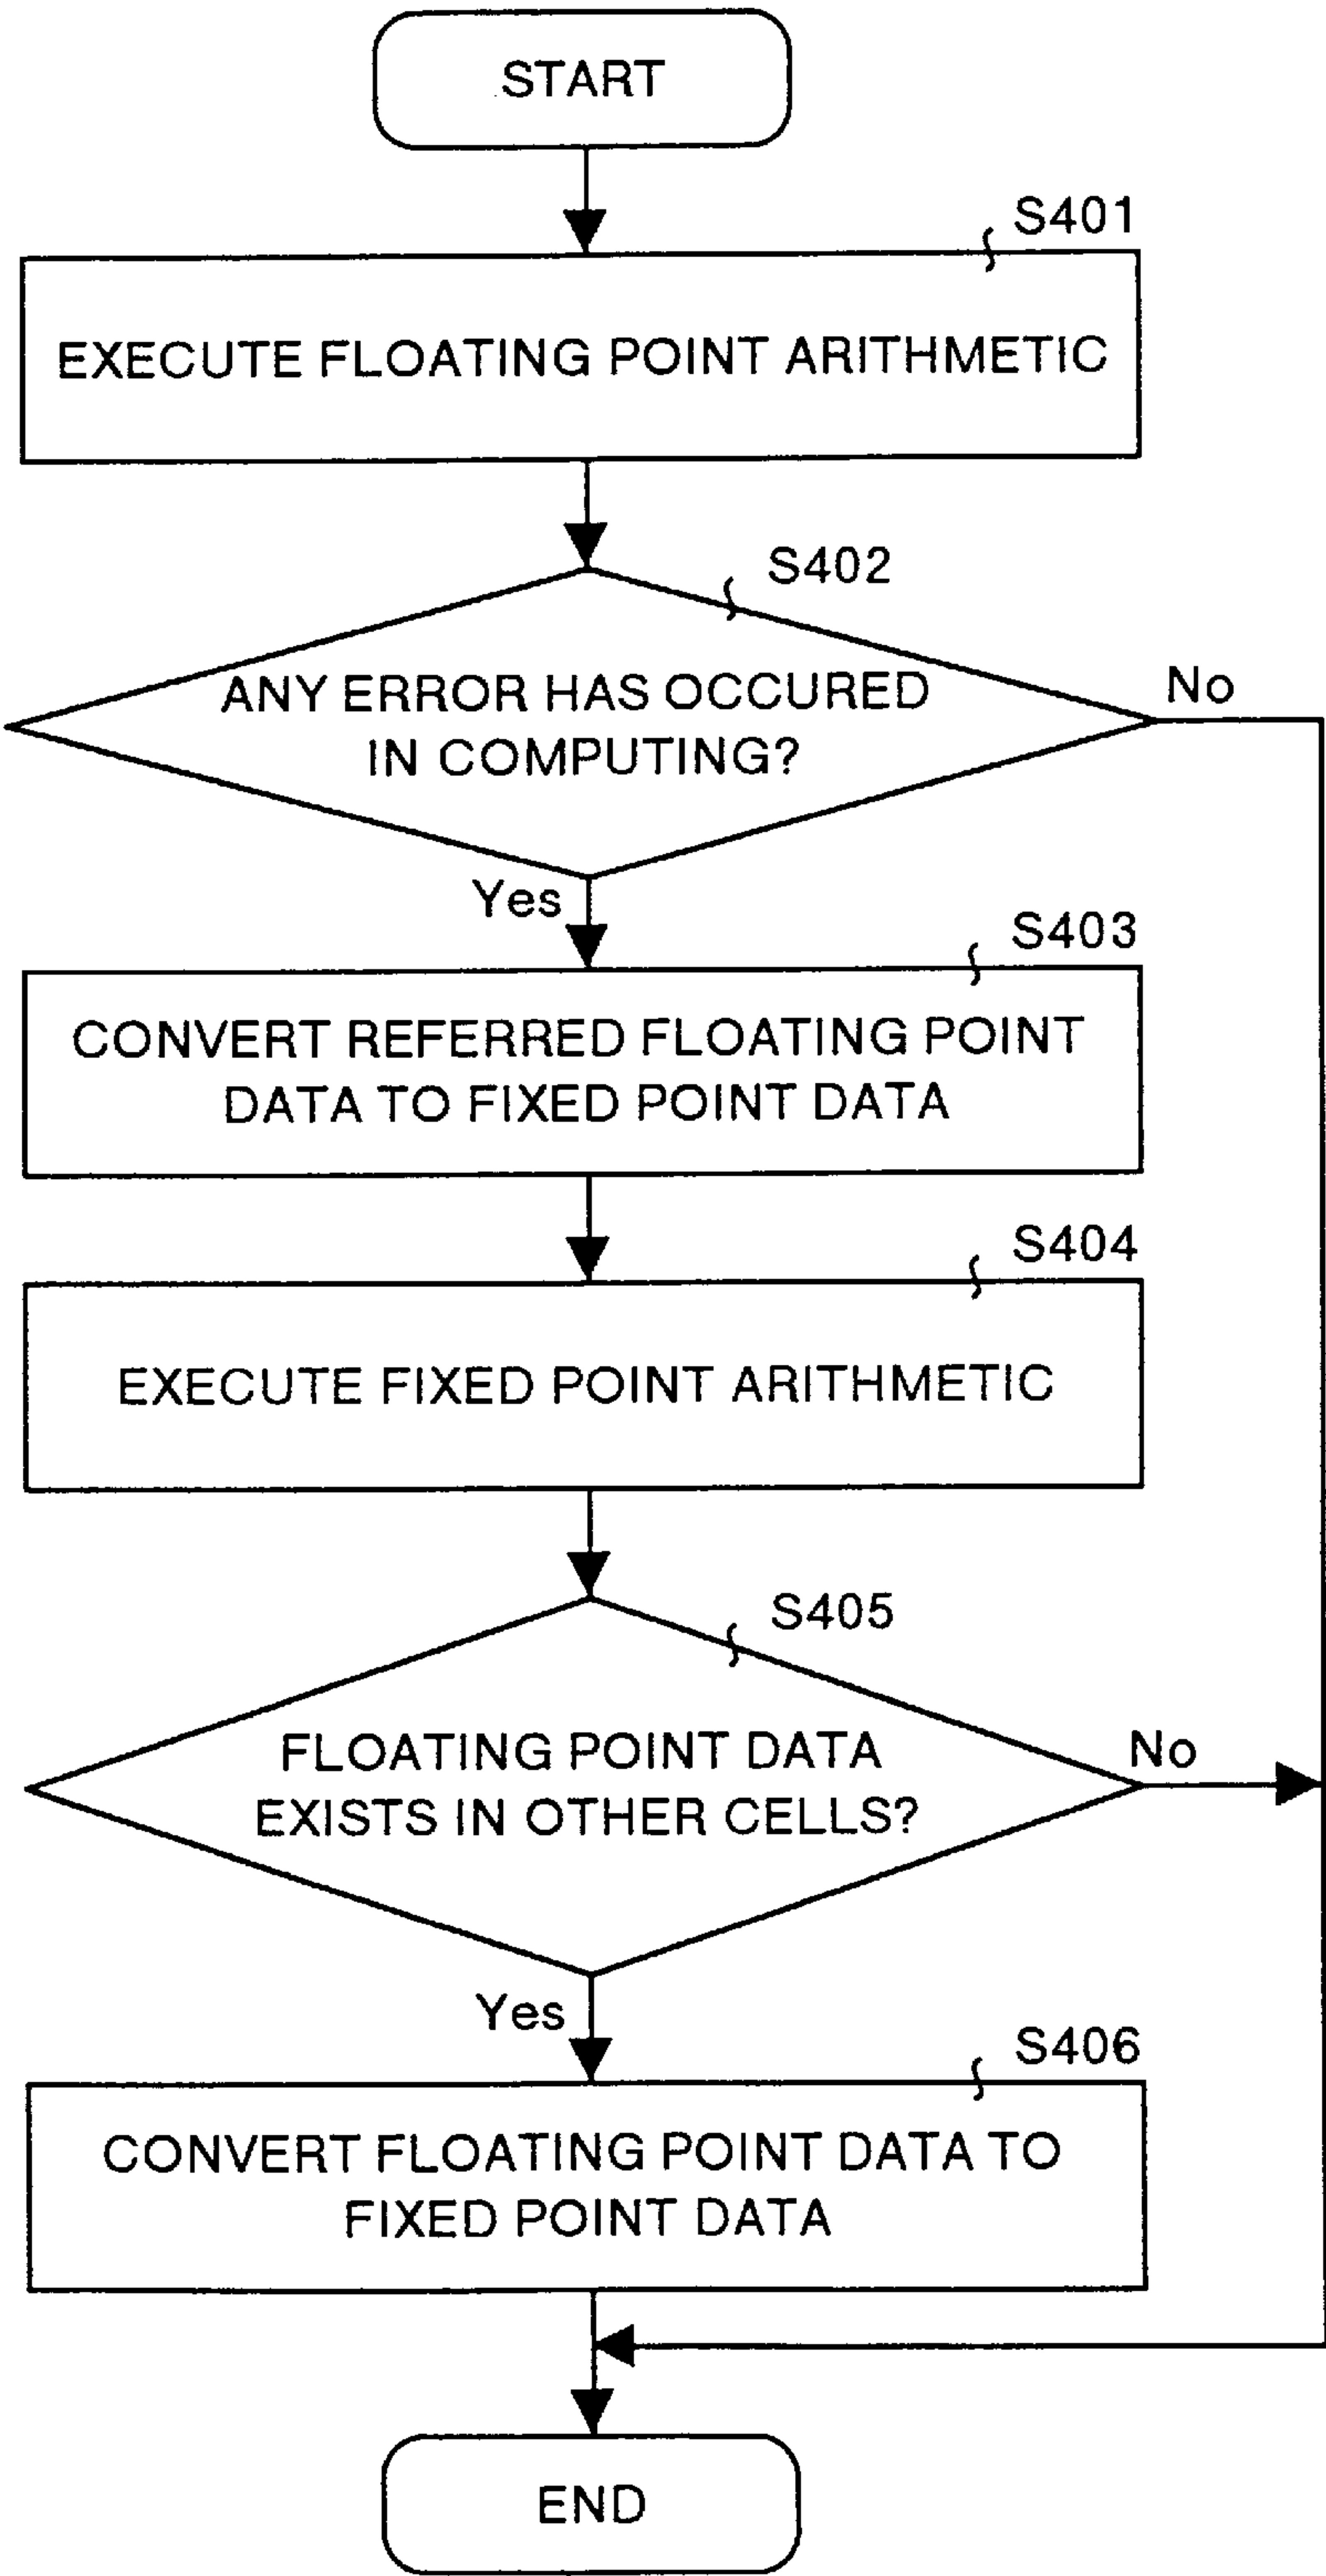 START
S401
EXECUTE FLOATING POINT ARITHMETIC
S402
ANY ERROR HAS OCCURED
IN COMPUTING?
No
Yes
S403
CONVERT REFERRED FLOATING POINT
DATA TO FIXED POINT DATA
S404
EXECUTE FIXED POINT ARITHMETIC
S405
FLOATING POINT DATA
EXISTS IN OTHER CELLS?
No
Yes
S406
CONVERT FLOATING POINT DATA TO
FIXED POINT DATA
END